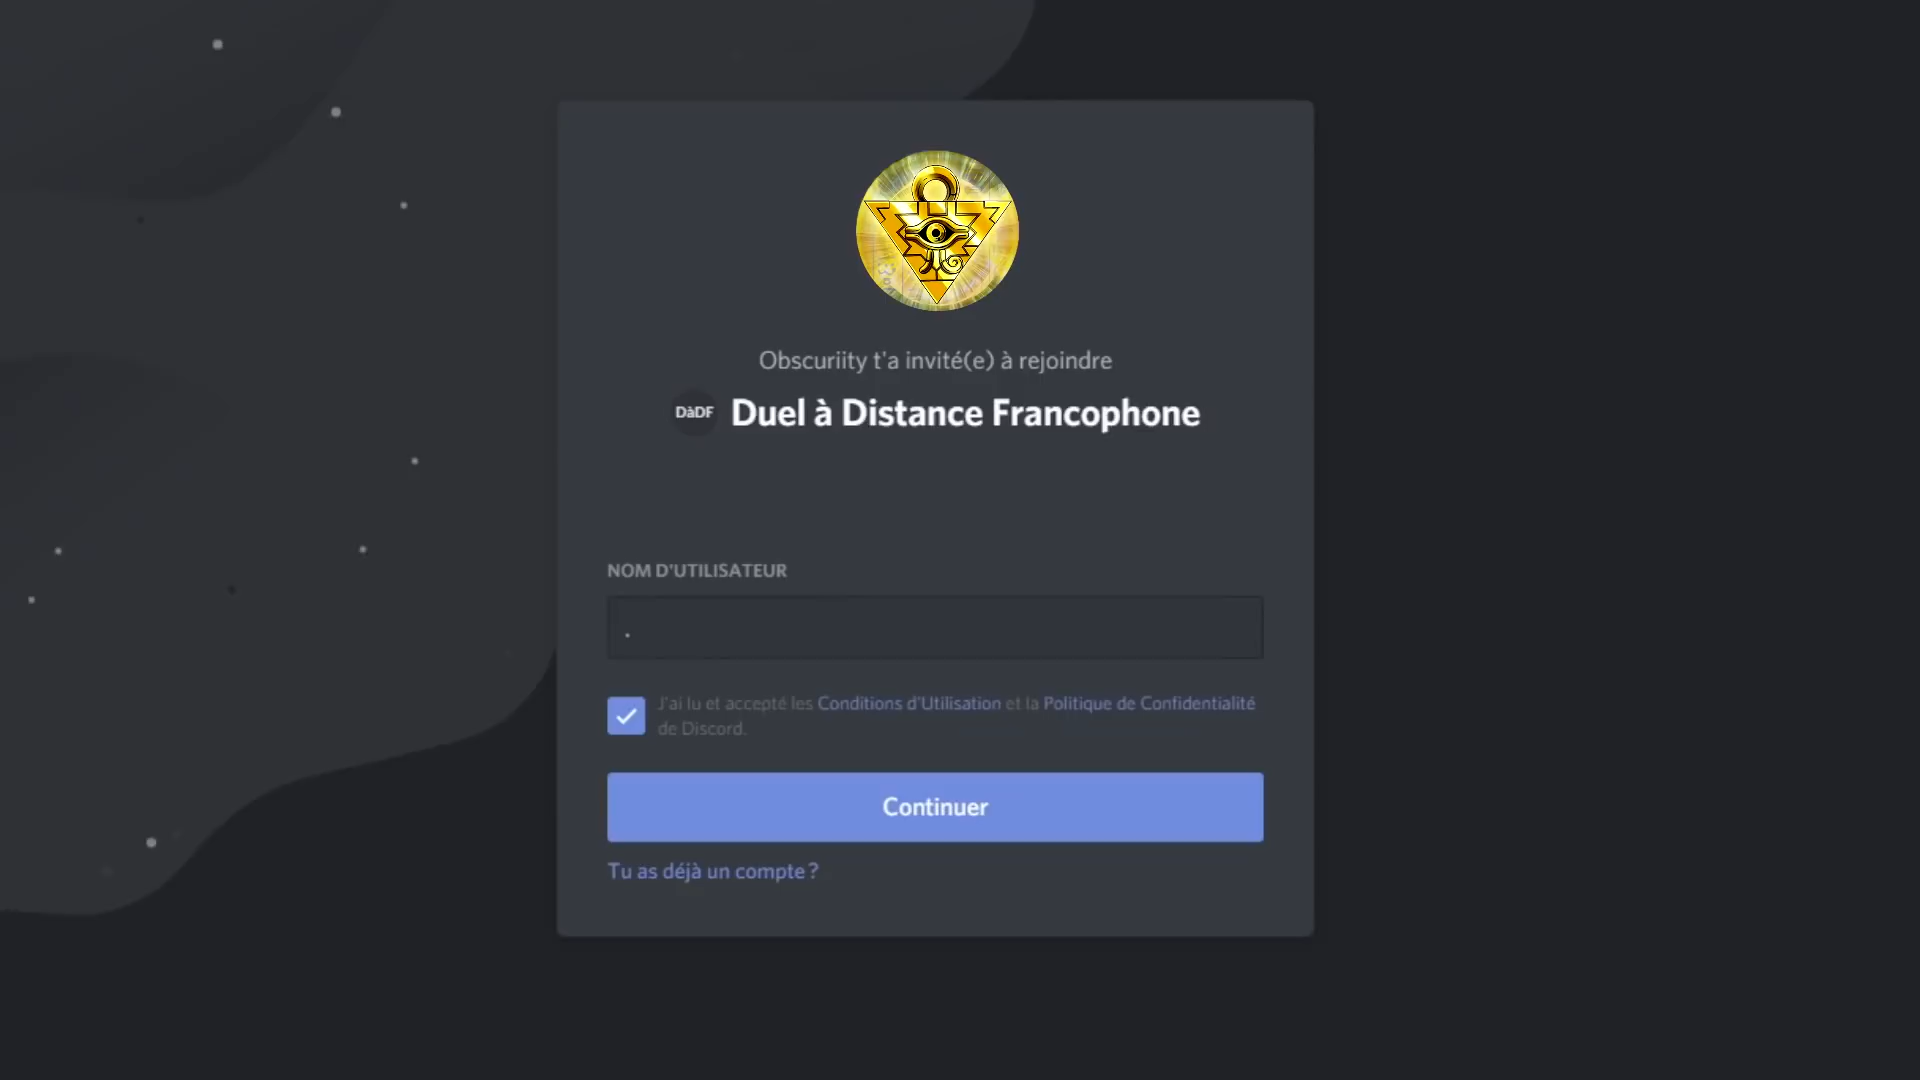 Obscuriity t'a invité(e) à rejoindre
DàDF Duel à Distance Francophone
NOM D'UTILISATEUR
.
J'ai lu et accepté les Conditions d'Utilisation et la Politique de Confidentialité
de Discord.
Continuer
Tu as déjà un compte ?